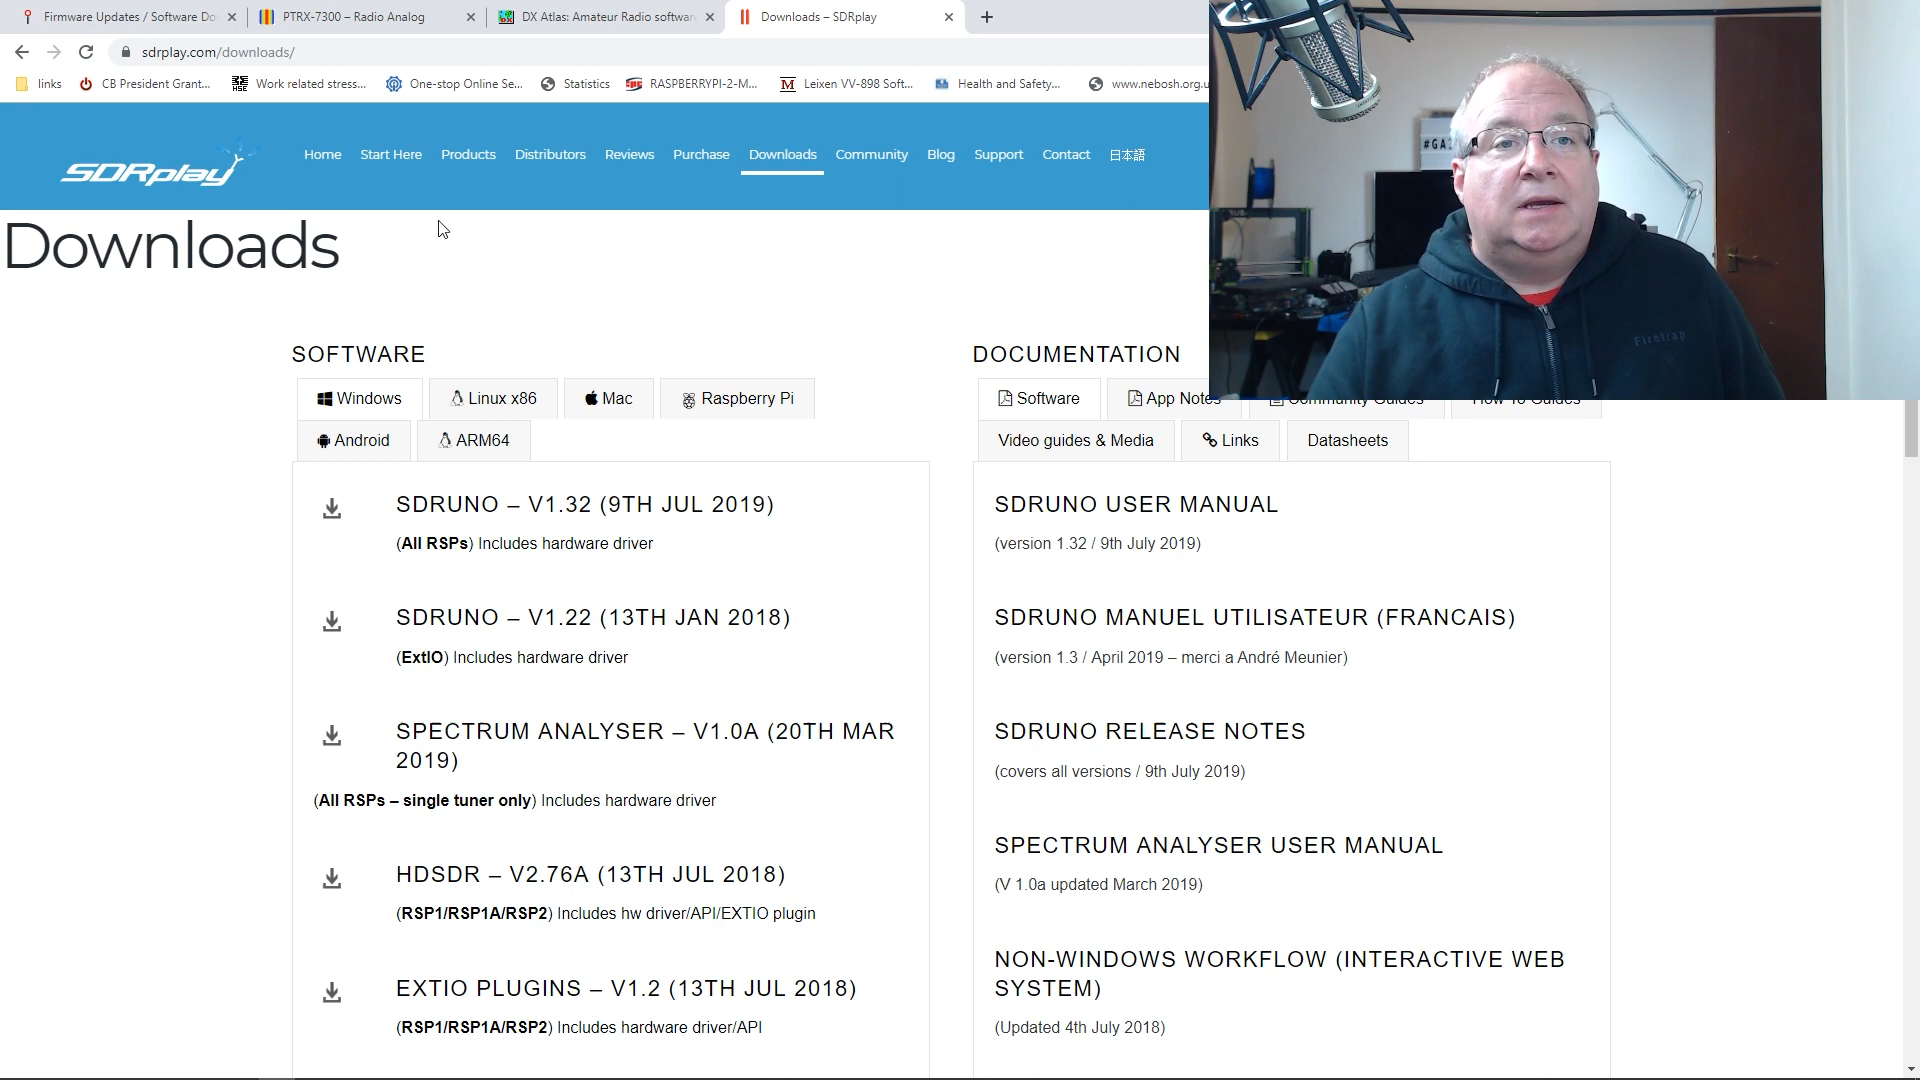 Firmware Updates / Software Do
PTRX-7300 – Radio Analog
DX Atlas: Amateur Radio softwar
Downloads – SDRplay
sdrplay.com/downloads/
links
CB President Grant...
Work related stress...
One-stop Online Se...
Statistics
RASPBERRYPI-2-M...
Leixen VV-898 Soft...
Health and Safety...
www.nebosh.org.u
SDRplay
Home
Start Here
Products
Distributors
Reviews
Purchase
Downloads
Community
Blog
Support
Contact
日本語
#GA
Firetrap
Downloads
SOFTWARE
Windows
Linux x86
Mac
Raspberry Pi
Android
ARM64
SDRUNO – V1.32 (9TH JUL 2019)
(All RSPs) Includes hardware driver
SDRUNO – V1.22 (13TH JAN 2018)
(ExtIO) Includes hardware driver
SPECTRUM ANALYSER – V1.0A (20TH MAR
2019)
(All RSPs – single tuner only) Includes hardware driver
HDSDR – V2.76A (13TH JUL 2018)
(RSP1/RSP1A/RSP2) Includes hw driver/API/EXTIO plugin
EXTIO PLUGINS – V1.2 (13TH JUL 2018)
(RSP1/RSP1A/RSP2) Includes hardware driver/API
DOCUMENTATION
Software
App Notes
Community Guides
How To Guides
Video guides & Media
Links
Datasheets
SDRUNO USER MANUAL
(version 1.32 / 9th July 2019)
SDRUNO MANUEL UTILISATEUR (FRANCAIS)
(version 1.3 / April 2019 – merci a André Meunier)
SDRUNO RELEASE NOTES
(covers all versions / 9th July 2019)
SPECTRUM ANALYSER USER MANUAL
(V 1.0a updated March 2019)
NON-WINDOWS WORKFLOW (INTERACTIVE WEB
SYSTEM)
(Updated 4th July 2018)